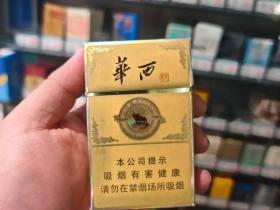 華西
本公司提示
吸烟有害健康
请勿在禁烟场所吸烟